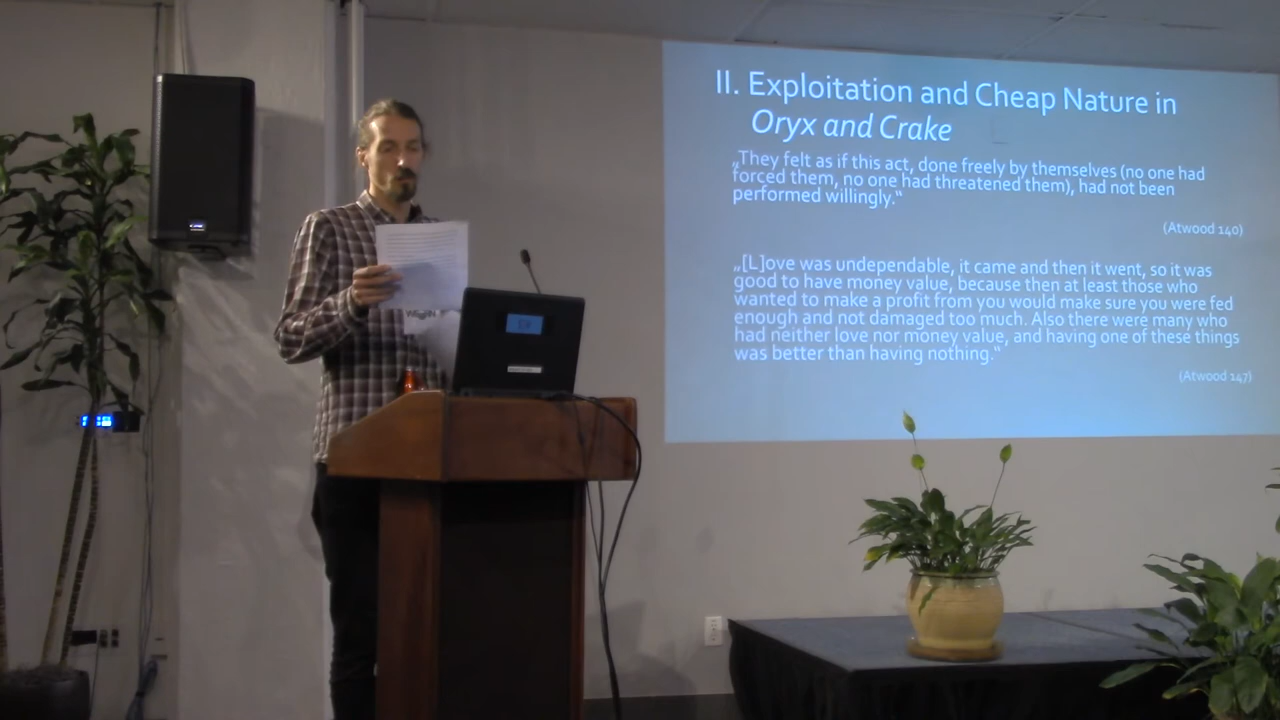 II. Exploitation and Cheap Nature in
Oryx and Crake
„They felt as if this act, done freely by themselves (no one had
forced them, no one had threatened them), had not been
performed willingly.“
(Atwood 140)
„[L]ove was undependable, it came and then it went, so it was
good to have money value, because then at least those who
wanted to make a profit from you would make sure you were fed
enough and not damaged too much. Also there were many who
had neither love nor money value, and having one of these things
was better than having nothing.“
(Atwood 147)